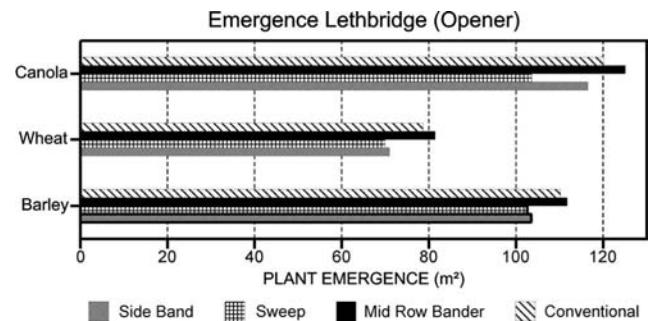 Emergence Lethbridge (Opener)
Canola
Wheat
Barley
0 20 40 60 80 100 120
PLANT EMERGENCE (m²)
Side Band Sweep Mid Row Bander Conventional